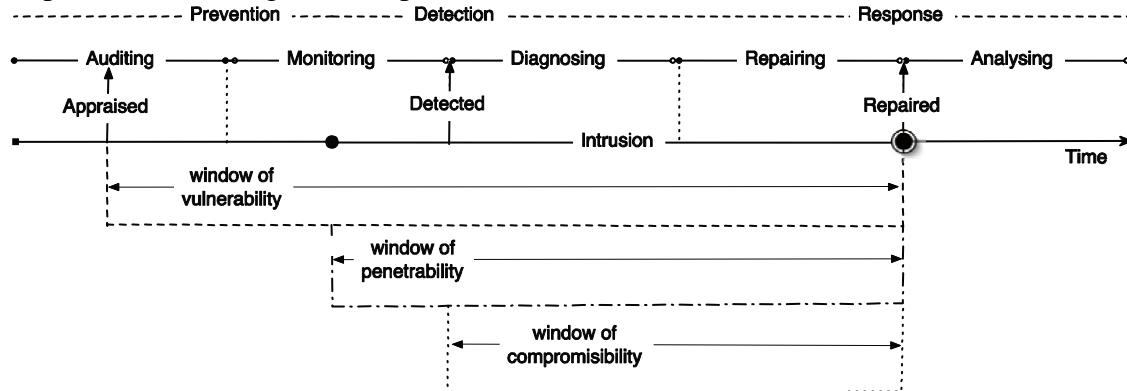 Prevention Detection Response
Auditing Monitoring Diagnosing Repairing Analysing
Appraised Detected Repaired
Intrusion
Time
window of
vulnerability
window of
penetrability
window of
compromisibility